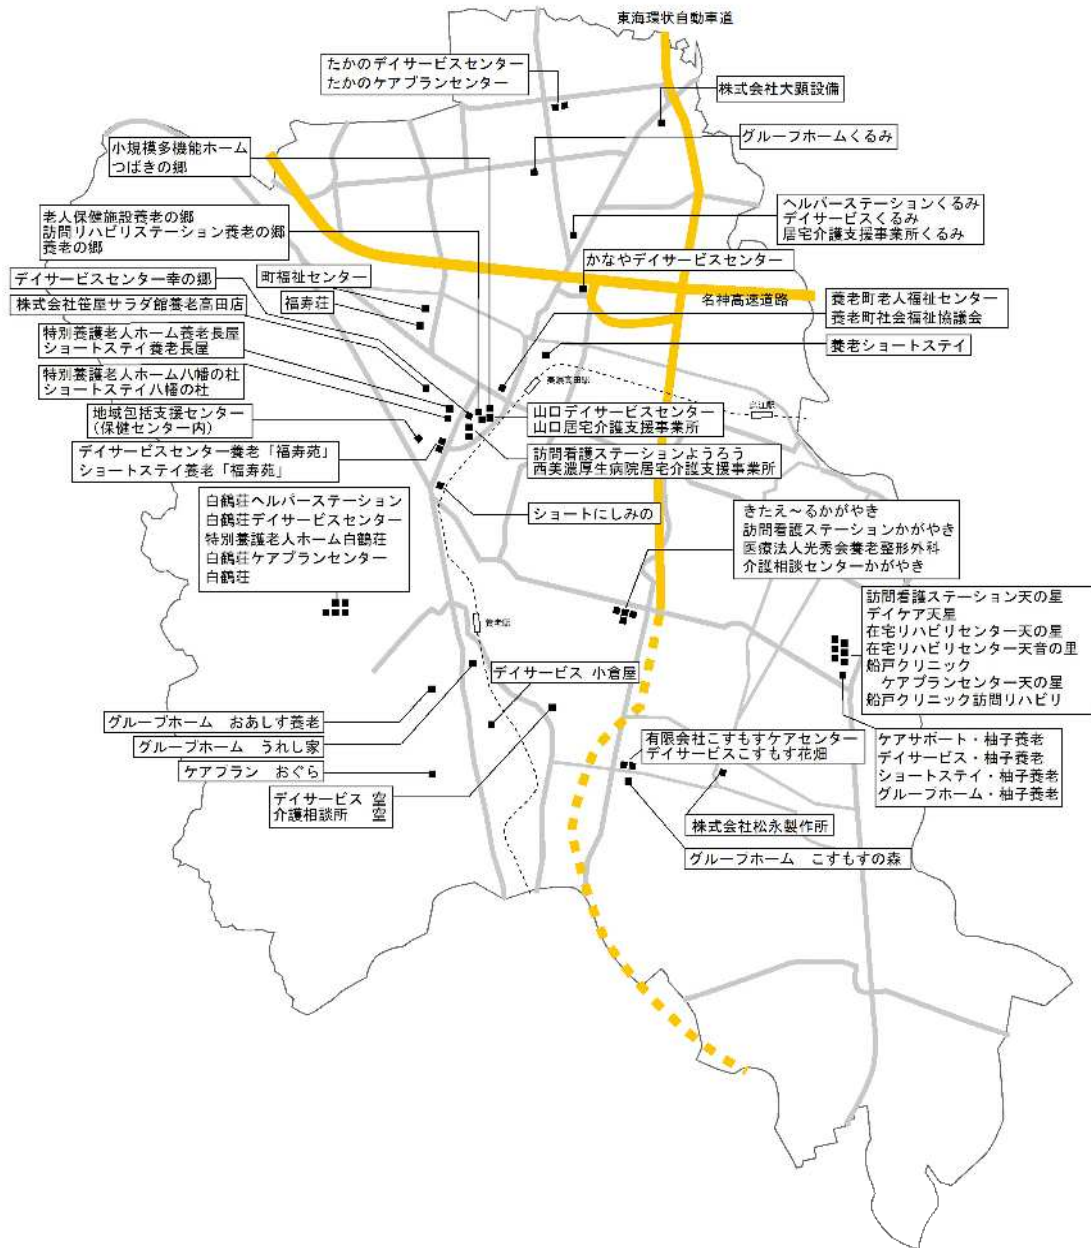 東海環状自動車道
たかのデイサービスセンター
たかのケアプランセンター
株式会社大顕設備
グループホームくるみ
小規模多機能ホーム
つばきの郷
ヘルパーステーションくるみ
デイサービスくるみ
居宅介護支援事業所くるみ
老人保健施設養老の郷
訪問リハビリステーション養老の郷
養老の郷
かなやデイサービスセンター
デイサービスセンター幸の郷
町福祉センター
名神高速道路
養老町老人福祉センター
養老町社会福祉協議会
株式会社笹屋サラダ館養老高田店
福寿荘
特別養護老人ホーム養老長屋
ショートステイ養老長屋
養老ショートステイ
特別養護老人ホーム八幡の杜
ショートステイ八幡の杜
美濃高田駅
地域包括支援センター
(保健センター内)
山口デイサービスセンター
山口居宅介護支援事業所
デイサービスセンター養老「福寿苑」
ショートステイ養老「福寿苑」
訪問看護ステーションようろう
西美濃厚生病院居宅介護支援事業所
白鶴荘ヘルパーステーション
白鶴荘デイサービスセンター
特別養護老人ホーム白鶴荘
白鶴荘ケアプランセンター
白鶴荘
ショートにしみの
きたえ~るかがやき
訪問看護ステーションかがやき
医療法人光秀会養老整形外科
介護相談センターかがやき
訪問看護ステーション天の星
デイケア天星
在宅リハビリセンター天の星
在宅リハビリセンター天音の里
船戸クリニック
ケアプランセンター天の星
船戸クリニック訪問リハビリ
養老駅
デイサービス 小倉屋
グループホーム おあしす養老
グループホーム うれし家
ケアプラン おぐら
デイサービス 空
介護相談所 空
有限会社こすもすケアセンター
デイサービスこすもす花畑
ケアサポート・柚子養老
デイサービス・柚子養老
ショートステイ・柚子養老
グループホーム・柚子養老
株式会社松永製作所
グループホーム こすもすの森